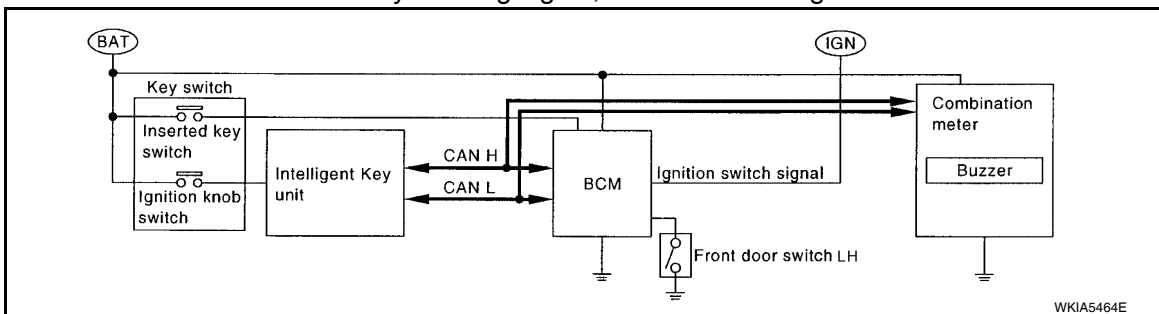 BAT
IGN
Key switch
Inserted key
switch
Ignition knob
switch
Intelligent Key
unit
CAN H
CAN L
BCM
Ignition switch signal
Front door switch LH
Combination
meter
Buzzer
WKIA5464E